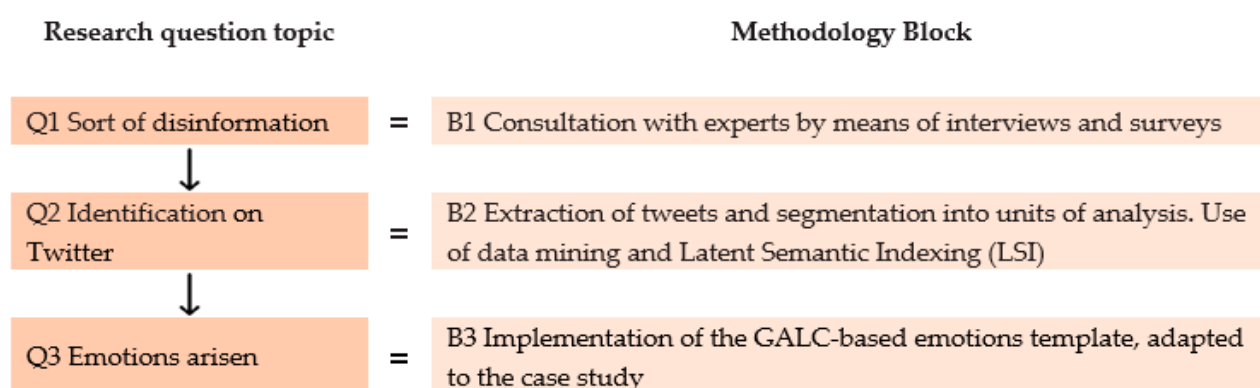 Research question topic
Methodology Block
Q1 Sort of disinformation
=
B1 Consultation with experts by means of interviews and surveys
Q2 Identification on
Twitter
=
B2 Extraction of tweets and segmentation into units of analysis. Use
of data mining and Latent Semantic Indexing (LSI)
Q3 Emotions arisen
=
B3 Implementation of the GALC-based emotions template, adapted
to the case study